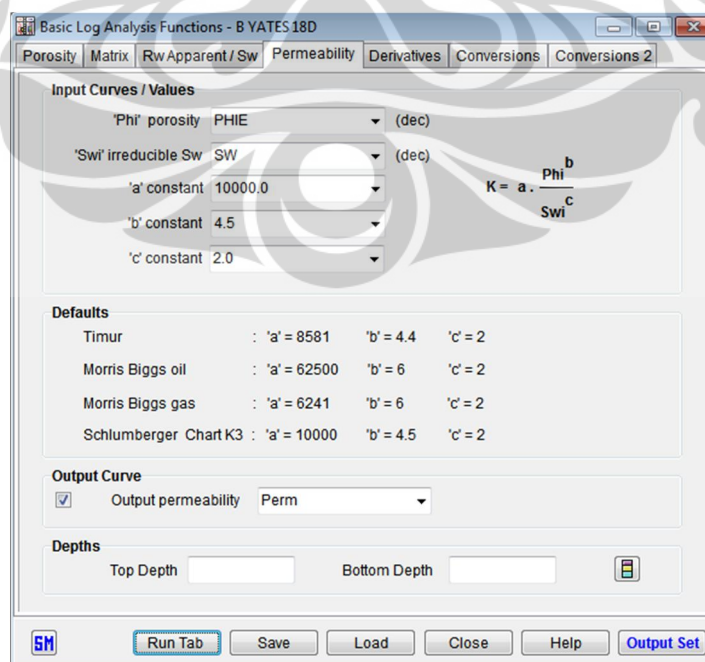 Basic Log Analysis Functions - B YATES 18D
Porosity Matrix Rw Apparent / Sw Permeability Derivatives Conversions Conversions 2
Input Curves / Values
'Phi' porosity PHIE (dec)
'Swi' irreducible Sw SW (dec)
'a' constant 10000.0
'b' constant 4.5
'c' constant 2.0
K = a . Phi b
Swi c
Defaults
Timur : 'a' = 8581 'b' = 4.4 'c' = 2
Morris Biggs oil : 'a' = 62500 'b' = 6 'c' = 2
Morris Biggs gas : 'a' = 6241 'b' = 6 'c' = 2
Schlumberger Chart K3 : 'a' = 10000 'b' = 4.5 'c' = 2
Output Curve
Output permeability Perm
Depths
Top Depth Bottom Depth
SM Run Tab Save Load Close Help Output Set